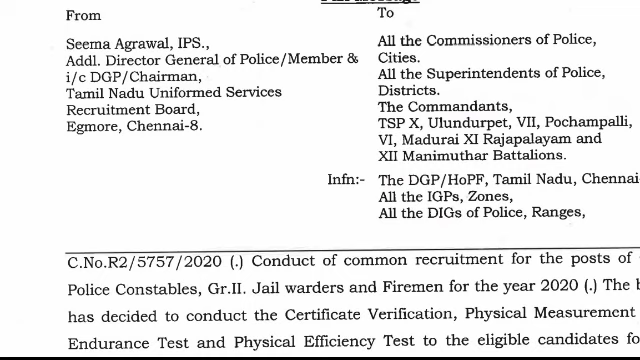 From
Seema Agrawal, IPS.,
Addl. Director General of Police/Member &
i/c DGP/Chairman,
Tamil Nadu Uniformed Services
Recruitment Board,
Egmore, Chennai-8.
To
All the Commissioners of Police,
Cities.
All the Superintendents of Police,
Districts.
The Commandants,
TSP X, Ulundurpet, VII, Pochampalli,
VI, Madurai XI Rajapalayam and
XII Manimuthar Battalions.
Infn:- The DGP/HoPF, Tamil Nadu, Chennai
All the IGPs, Zones,
All the DIGs of Police, Ranges,
C.No.R2/5757/2020 (.) Conduct of common recruitment for the posts of
Police Constables, Gr.II. Jail warders and Firemen for the year 2020 (.) The
has decided to conduct the Certificate Verification, Physical Measurement
Endurance Test and Physical Efficiency Test to the eligible candidates